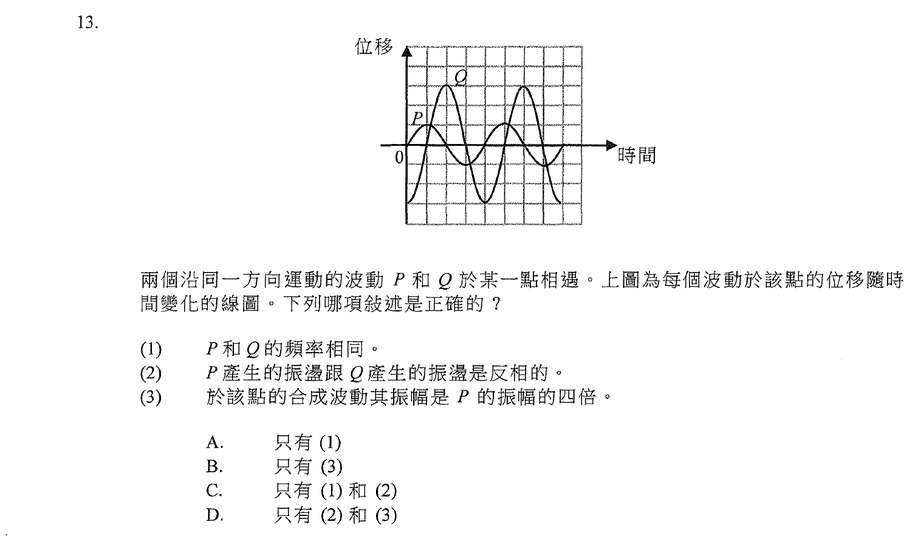 13.
位移
Q
P
0
時間
兩個沿同一方向運動的波動 P 和 Q 於某一點相遇。上圖為每個波動於該點的位移隨時
間變化的線圖。下列哪項敍述是正確的？
(1) P 和 Q 的頻率相同。
(2) P 產生的振盪跟 Q 產生的振盪是反相的。
(3) 於該點的合成波動其振幅是 P 的振幅的四倍。
A. 只有 (1)
B. 只有 (3)
C. 只有 (1) 和 (2)
D. 只有 (2) 和 (3)